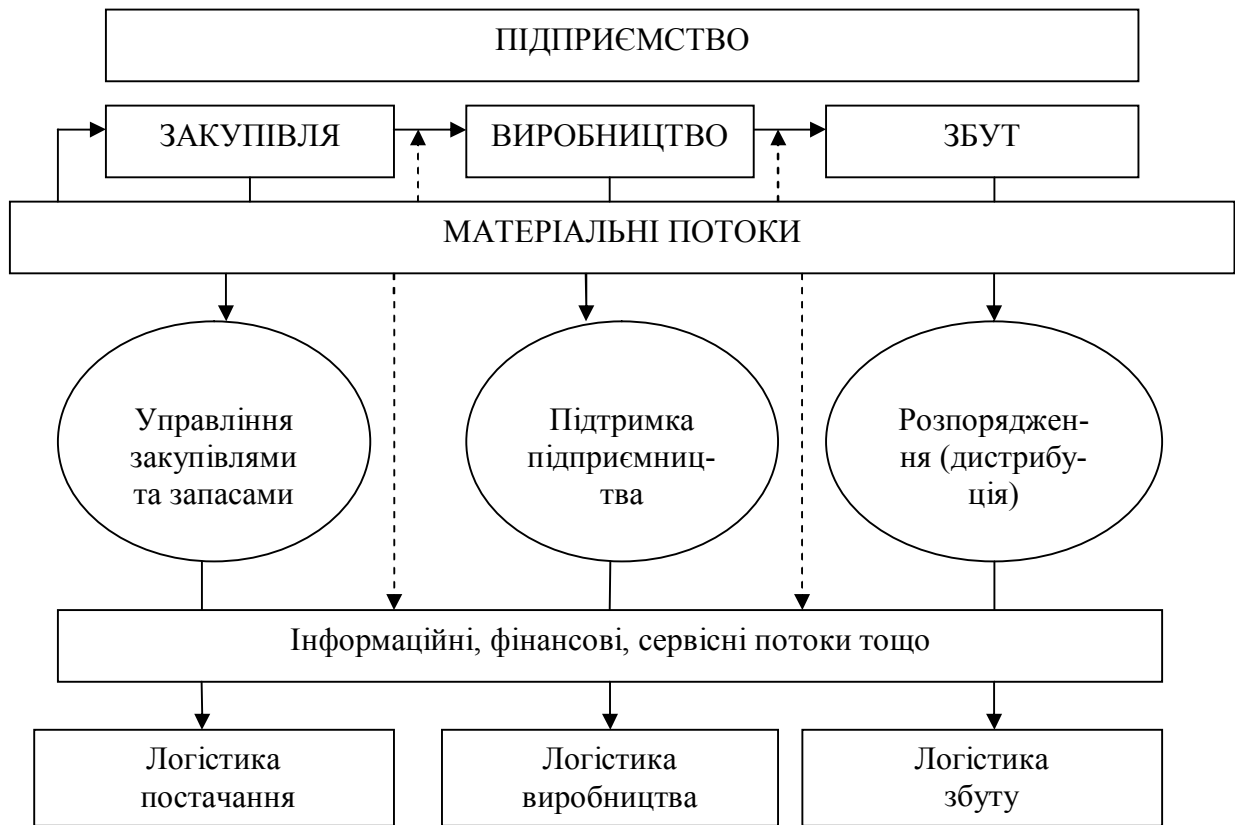 ПІДПРИЄМСТВО
ЗАКУПІВЛЯ
ВИРОБНИЦТВО
ЗБУТ
МАТЕРІАЛЬНІ ПОТОКИ
Управління
закупівлями
та запасами
Підтримка
підприємниц-
тва
Розпоряджен-
ня (дистрибу-
ція)
Інформаційні, фінансові, сервісні потоки тощо
Логістика
постачання
Логістика
виробництва
Логістика
збуту